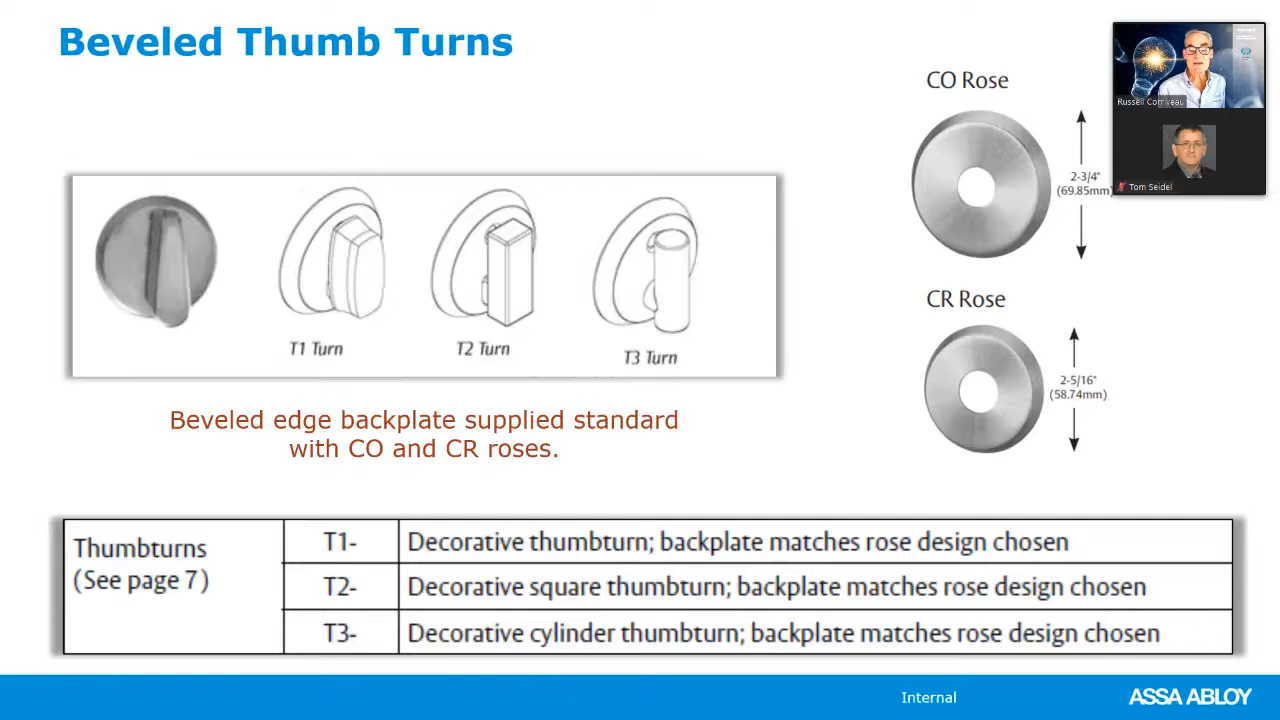 Beveled Thumb Turns
CO Rose
2-3/4"
(69.85mm)
Russell Corriveau
Tom Seidel
T1 Turn
T2 Turn
T3 Turn
CR Rose
2-5/16"
(58.74mm)
Beveled edge backplate supplied standard
with CO and CR roses.
Thumbturns
(See page 7)
T1- Decorative thumbturn; backplate matches rose design chosen
T2- Decorative square thumbturn; backplate matches rose design chosen
T3- Decorative cylinder thumbturn; backplate matches rose design chosen
Internal
ASSA ABLOY